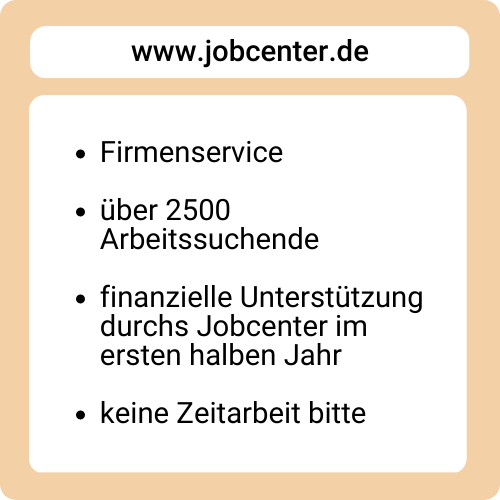 www.jobcenter.de
• Firmenservice
• über 2500
Arbeitssuchende
• finanzielle Unterstützung
durchs Jobcenter im
ersten halben Jahr
• keine Zeitarbeit bitte